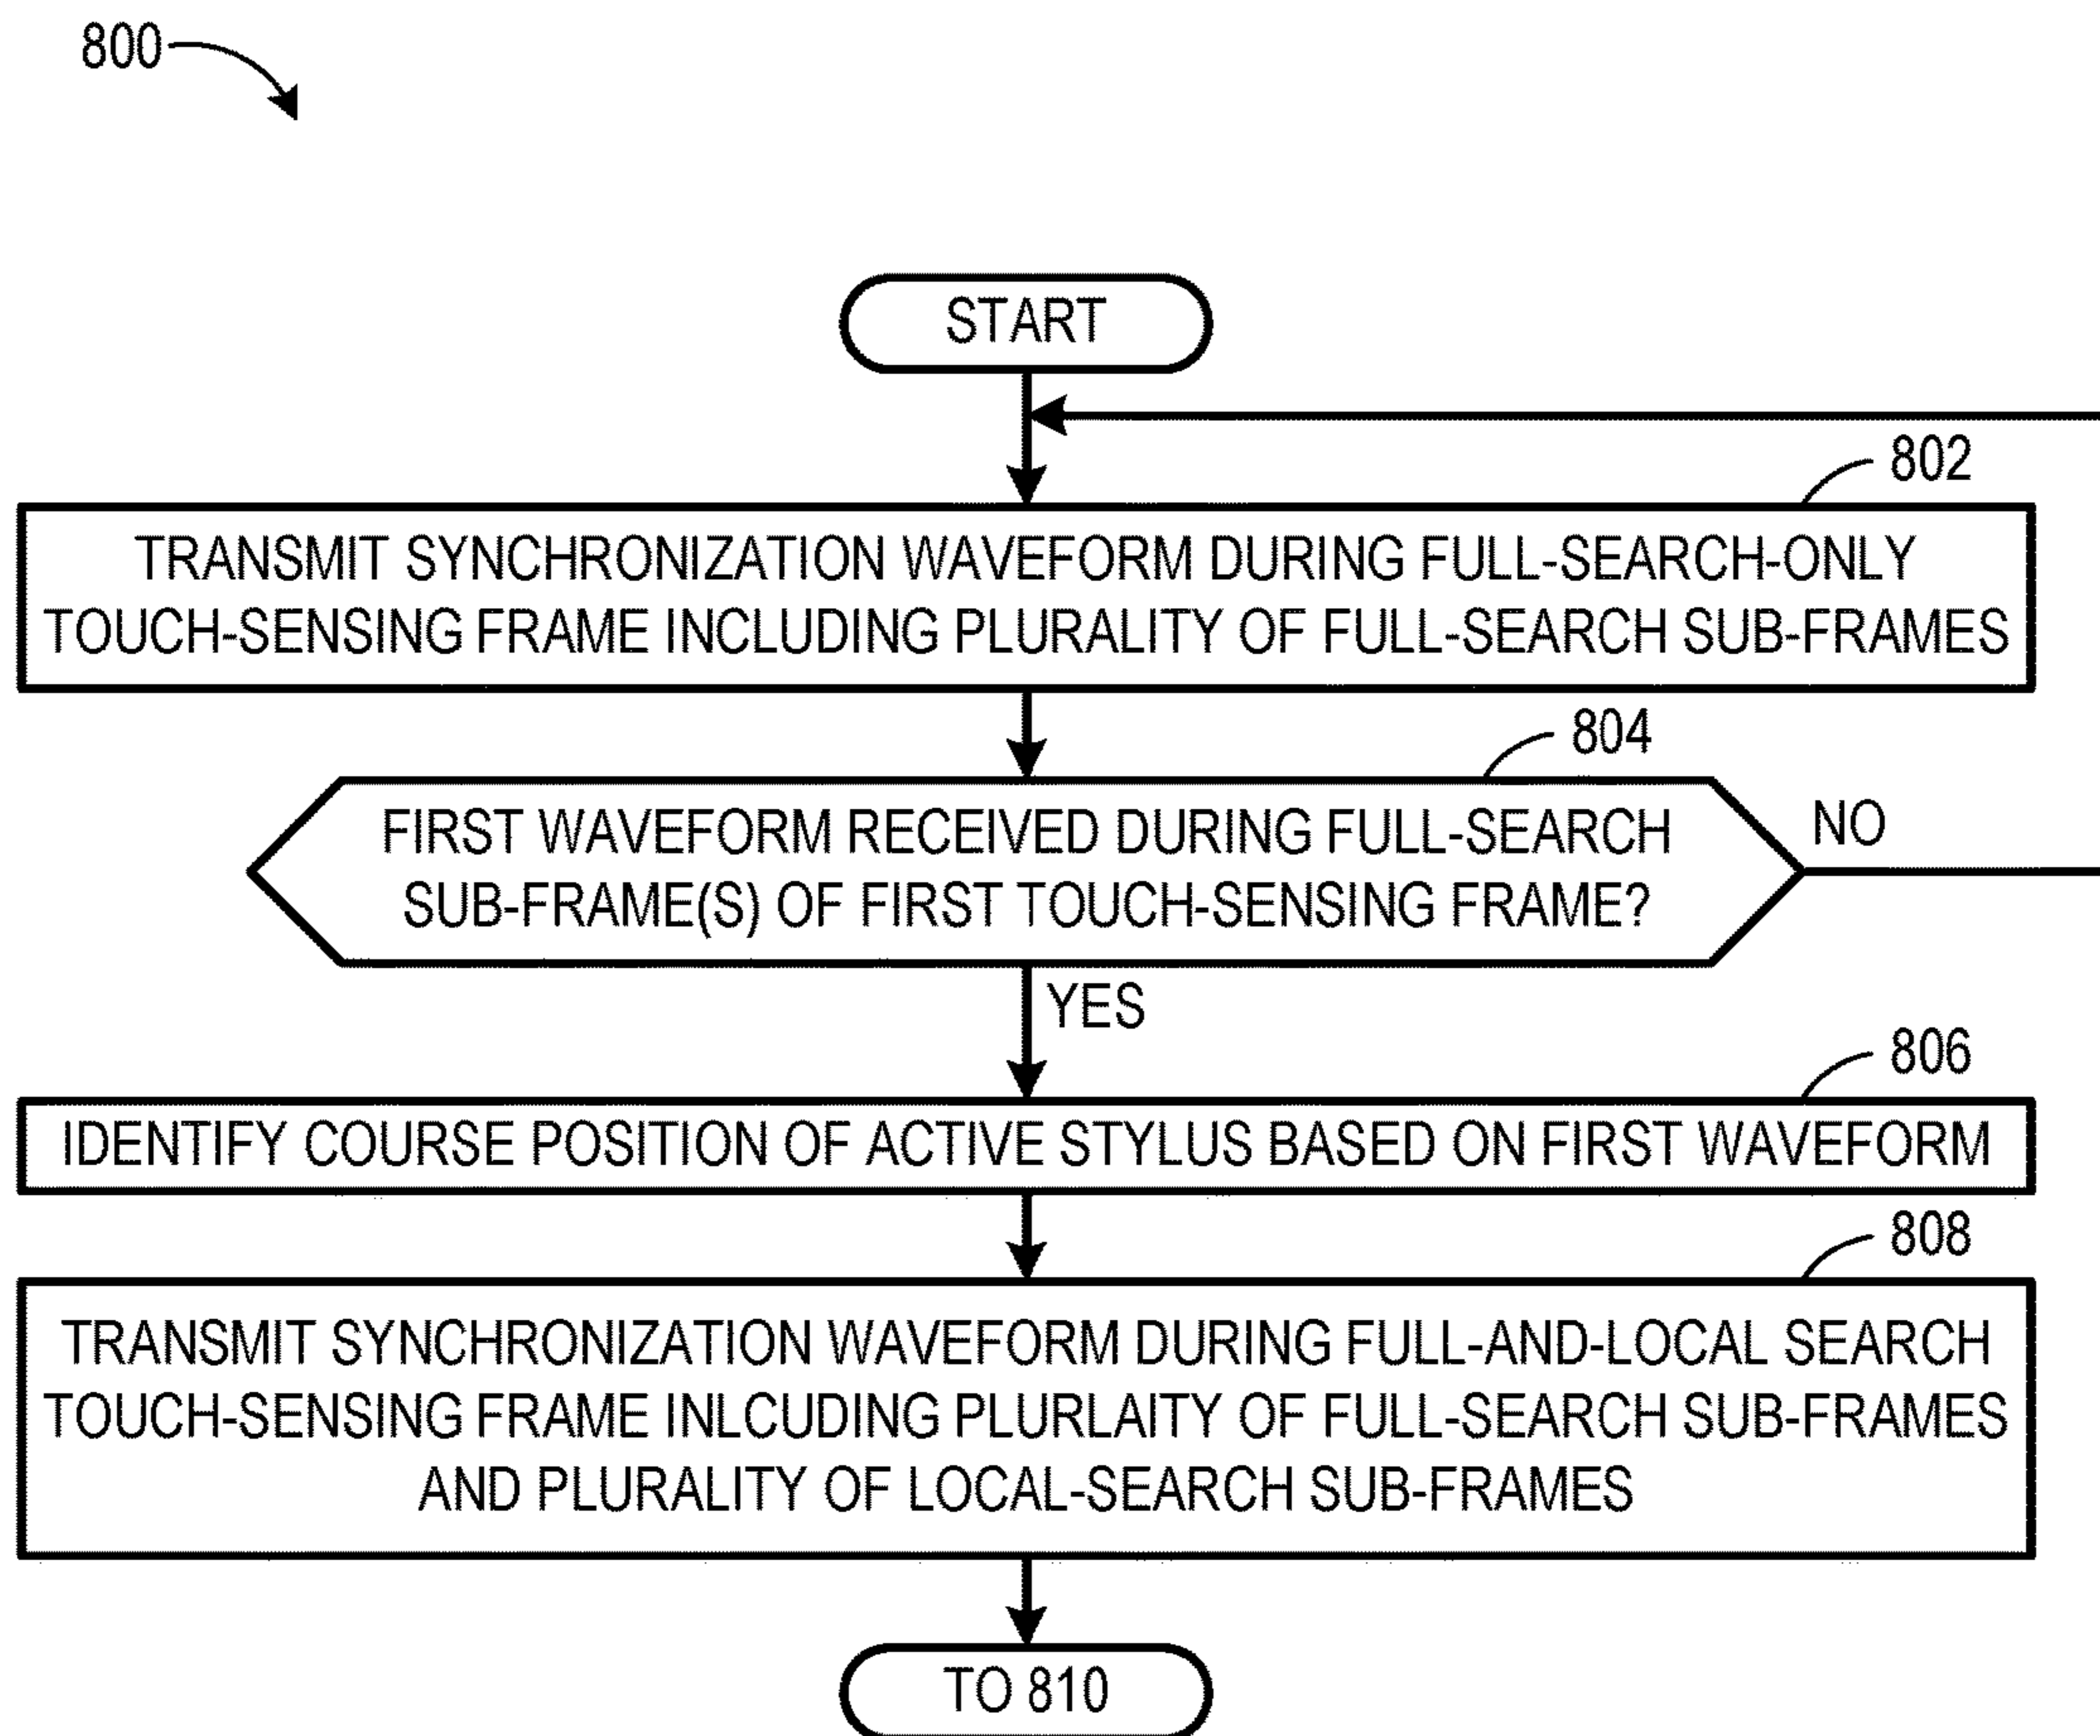 800
START
802
TRANSMIT SYNCHRONIZATION WAVEFORM DURING FULL-SEARCH-ONLY
TOUCH-SENSING FRAME INCLUDING PLURALITY OF FULL-SEARCH SUB-FRAMES
804
FIRST WAVEFORM RECEIVED DURING FULL-SEARCH
SUB-FRAME(S) OF FIRST TOUCH-SENSING FRAME?
NO
YES
806
IDENTIFY COURSE POSITION OF ACTIVE STYLUS BASED ON FIRST WAVEFORM
808
TRANSMIT SYNCHRONIZATION WAVEFORM DURING FULL-AND-LOCAL SEARCH
TOUCH-SENSING FRAME INLCUDING PLURLAITY OF FULL-SEARCH SUB-FRAMES
AND PLURALITY OF LOCAL-SEARCH SUB-FRAMES
TO 810